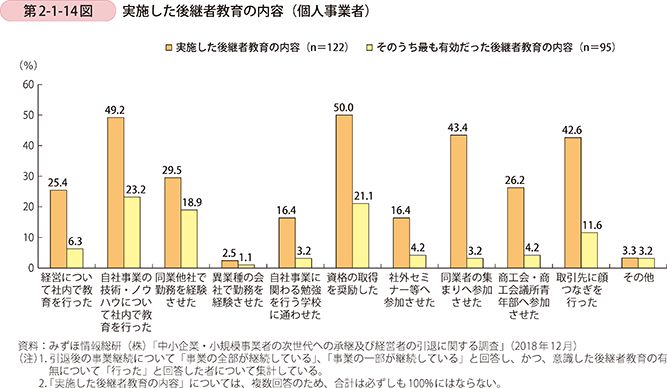 第2-1-14図 実施した後継者教育の内容（個人事業者）
実施した後継者教育の内容（n＝122） そのうち最も有効だった後継者教育の内容（n＝95）
（%）
60
50
40
30
20
10
0
25.4 6.3
49.2 23.2
29.5 18.9
2.5 1.1
16.4 3.2
50.0 21.1
16.4 4.2
43.4 3.2
26.2 4.2
42.6 11.6
3.3 3.2
経営につい
て社内で教
育を行った
自社事業の
技術・ノウ
ハウについて
社内で教育
を行った
同業他社で
勤務を経験
させた
異業種の会
社で勤務を
経験させた
自社事業に
関わる勉強
を行う学校
に通わせた
資格の取得
を奨励した
社外セミ
ナー等へ
参加させた
同業者の集
まりへ参加
させた
商工会・商
工会議所青
年部へ参加
させた
取引先に顔
つなぎを
行った
その他
資料：みずほ情報総研（株）「中小企業・小規模事業者の次世代への承継及び経営者の引退に関する調査」（2018年12月）
（注）1. 引退後の事業継続について「事業の全部が継続している」、「事業の一部が継続している」と回答し、かつ、意識した後継者教育の有
無について「行った」と回答した者について集計している。
2.「実施した後継者教育の内容」については、複数回答のため、合計は必ずしも100%にはならない。